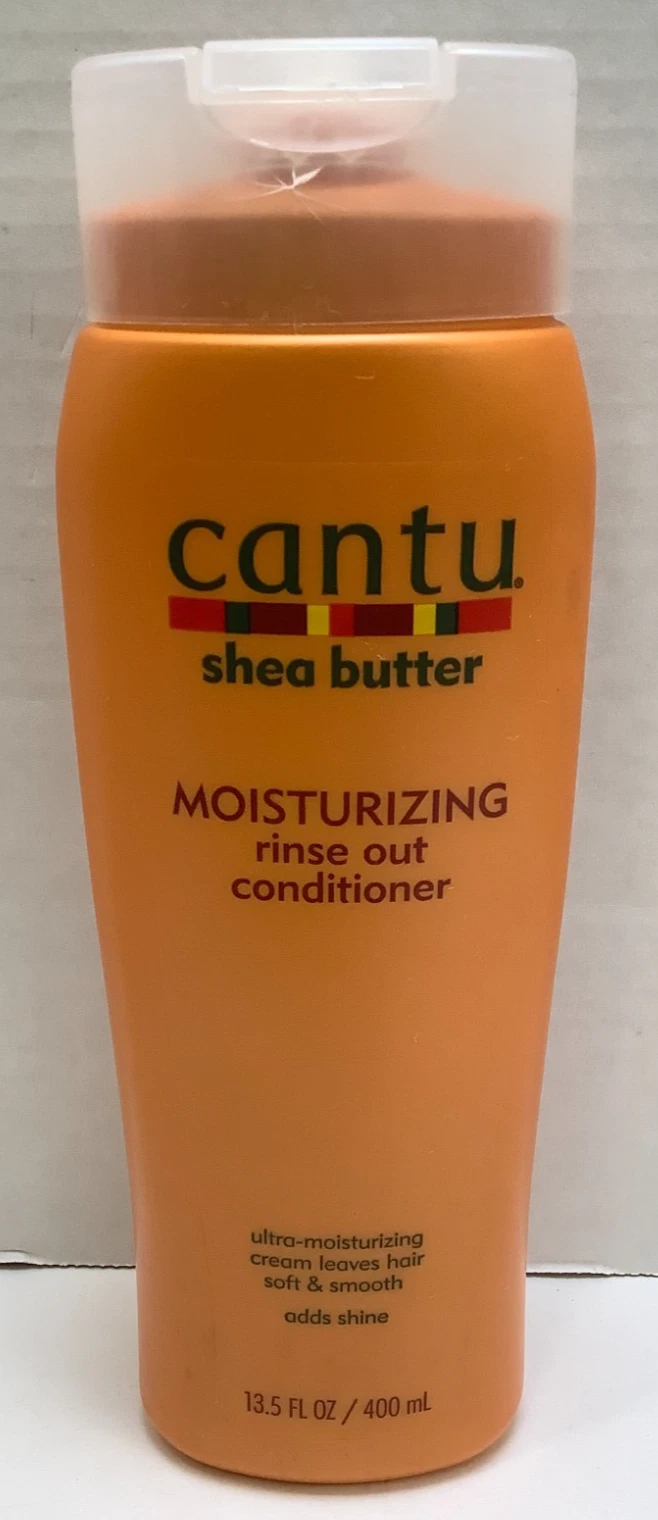 cantu.
shea butter
MOISTURIZING
rinse out
conditioner
ultra-moisturizing
cream leaves hair
soft & smooth
adds shine
13.5 FL OZ / 400 mL